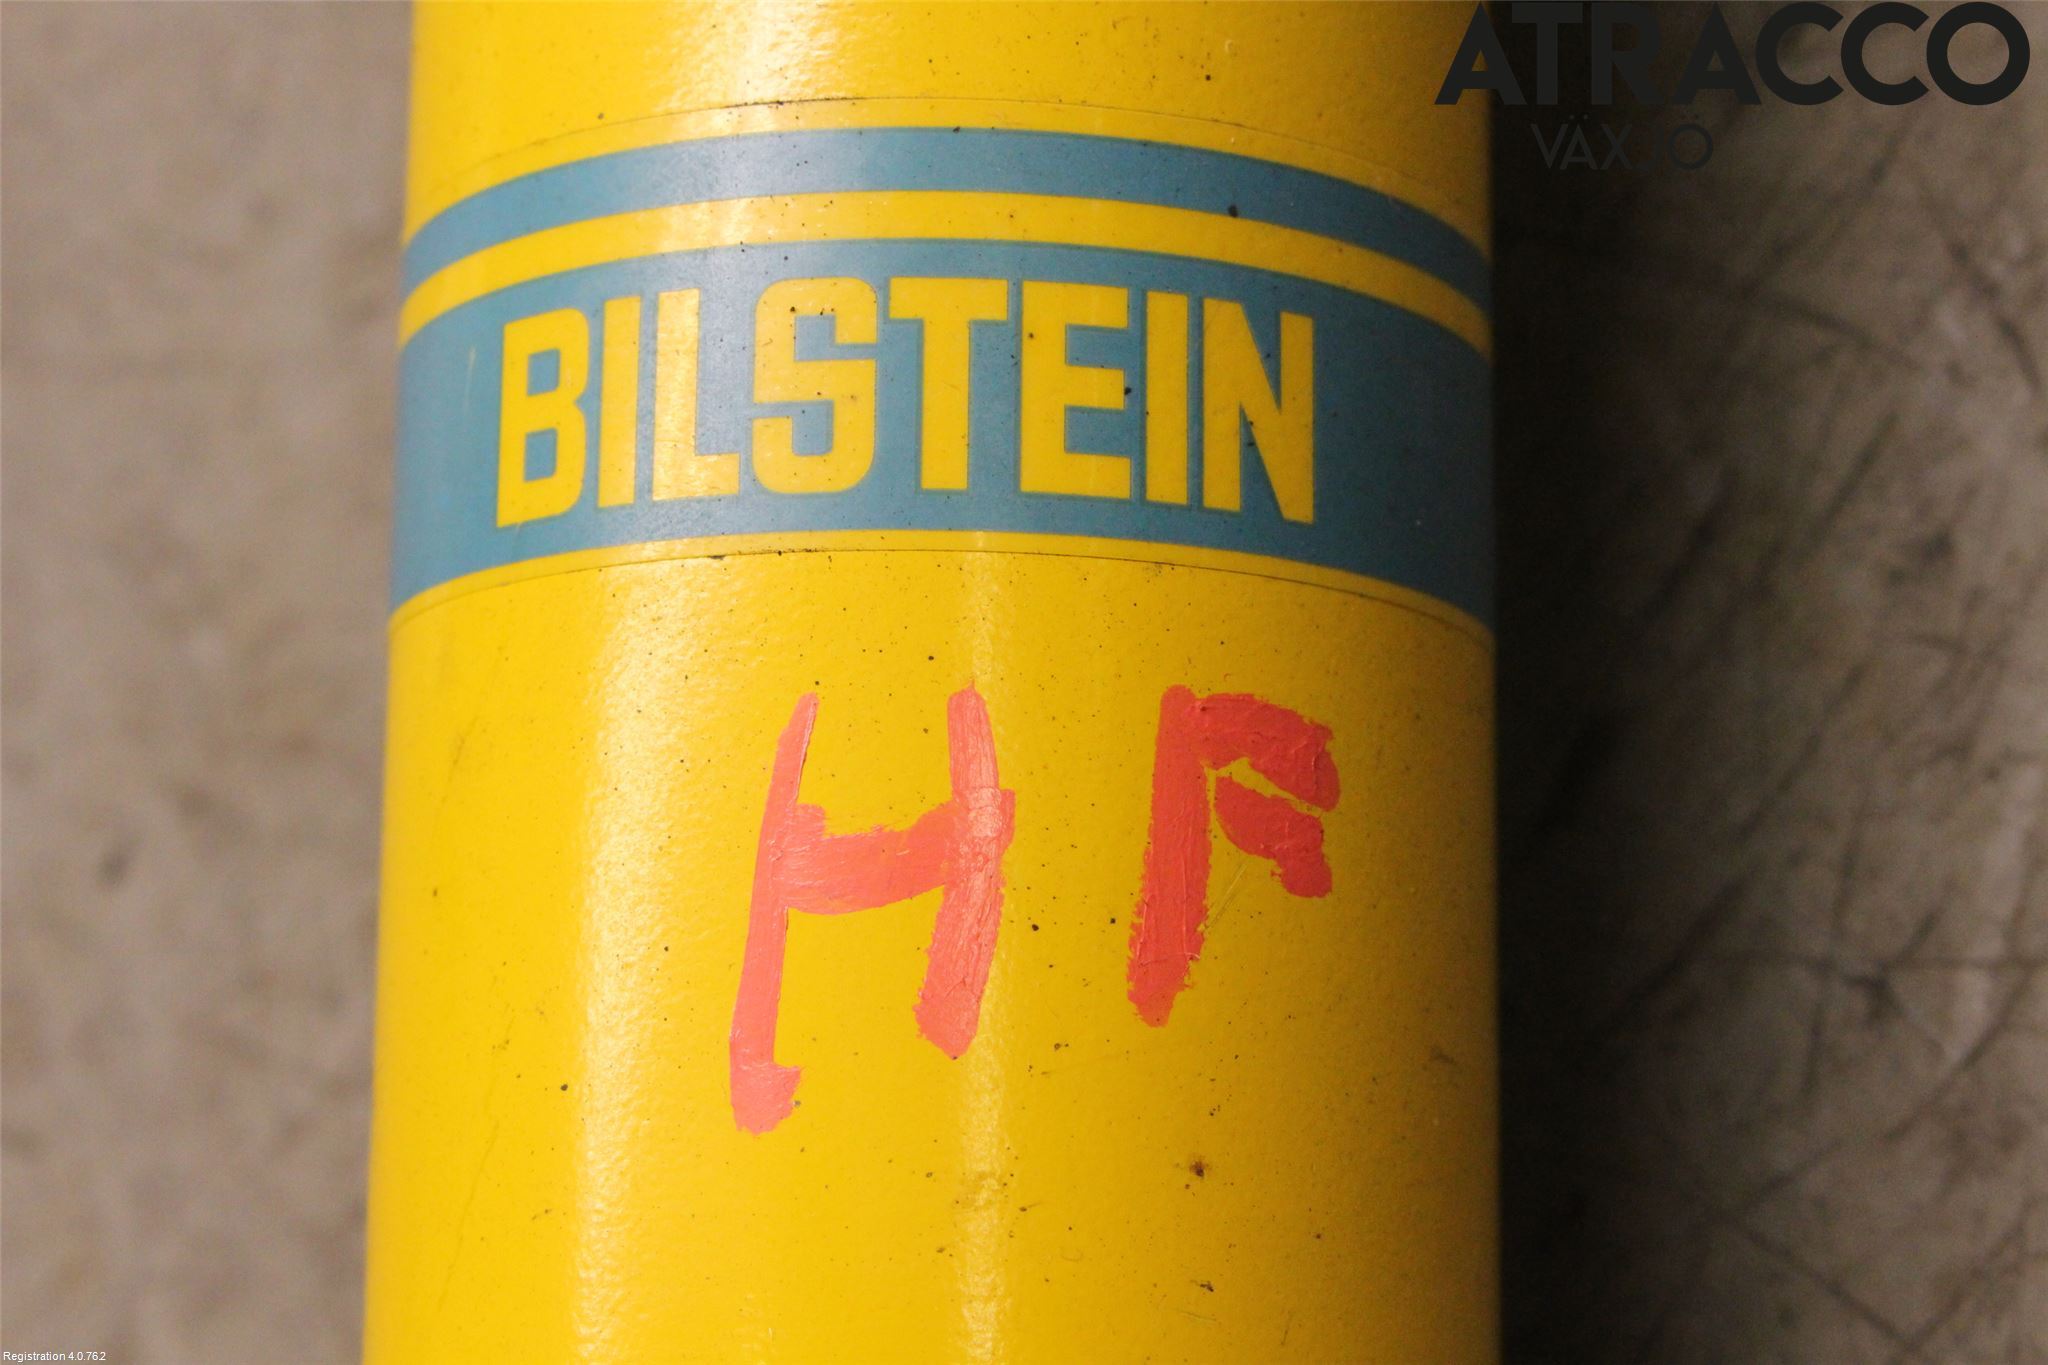 ATRACCO
VÄXJÖ
BILSTEIN
HF
Registration 4.0.762